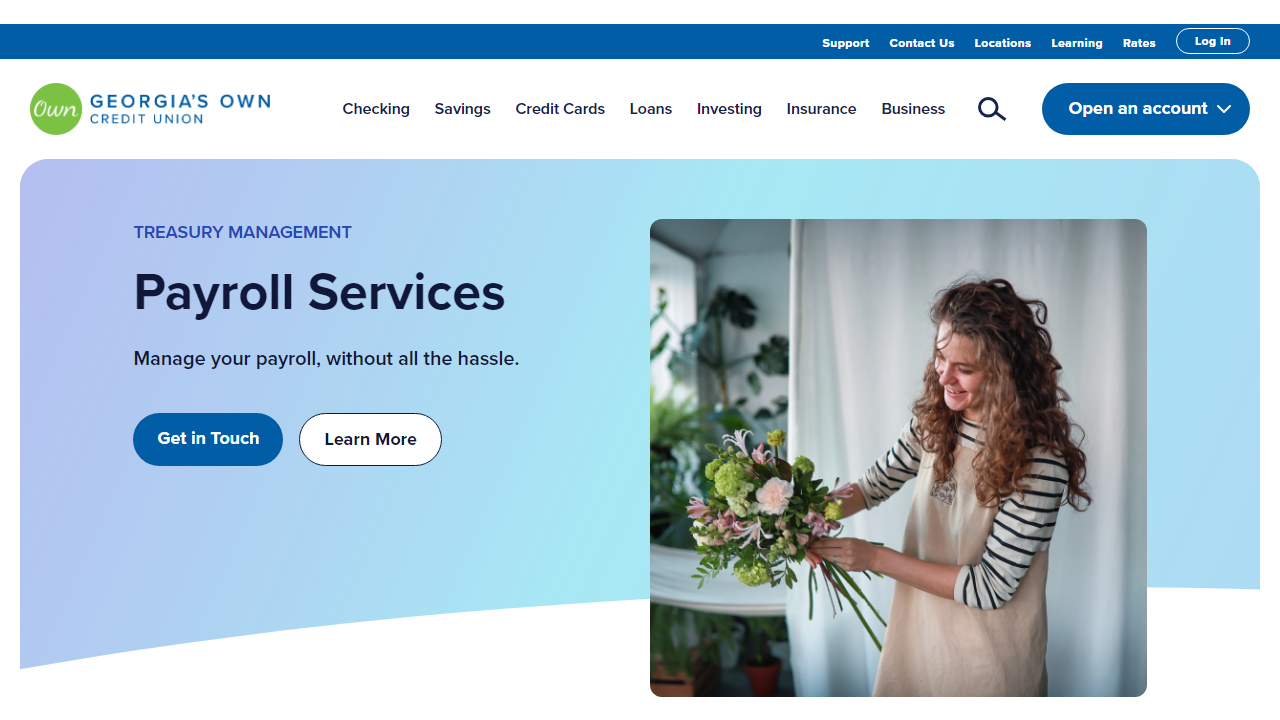 Support Contact Us Locations Learning Rates Log In
Own GEORGIA'S OWN
CREDIT UNION
Checking Savings Credit Cards Loans Investing Insurance Business Open an account
TREASURY MANAGEMENT
Payroll Services
Manage your payroll, without all the hassle.
Get in Touch Learn More